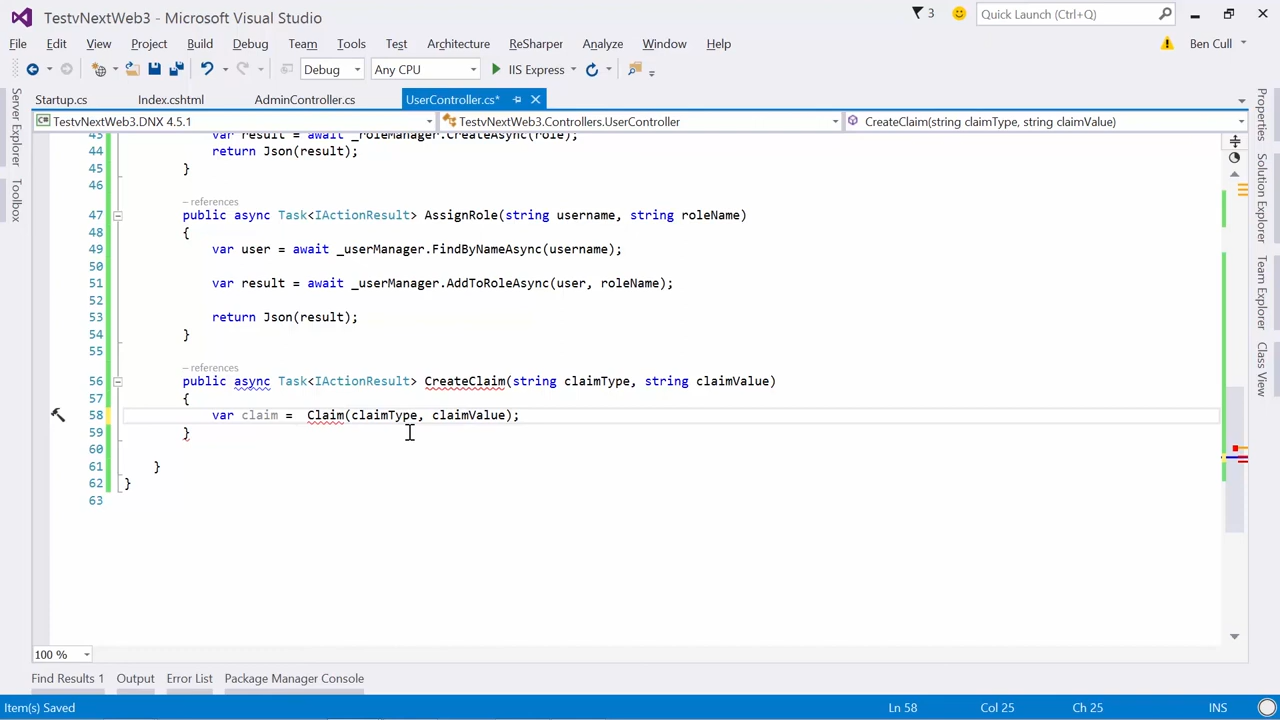 TestvNextWeb3 - Microsoft Visual Studio
3
Quick Launch (Ctrl+Q)
File Edit View Project Build Debug Team Tools Test Architecture ReSharper Analyze Window Help
Ben Cull
Debug
Any CPU
IIS Express
Startup.cs Index.cshtml AdminController.cs UserController.cs*
TestvNextWeb3.DNX 4.5.1
TestvNextWeb3.Controllers.UserController
CreateClaim(string claimType, string claimValue)
Server Explorer
Toolbox
43 var result = await _roleManager.CreateAsync(role);
44 return Json(result);
45 }
46
– references
47 public async Task<IActionResult> AssignRole(string username, string roleName)
48 {
49 var user = await _userManager.FindByNameAsync(username);
50
51 var result = await _userManager.AddToRoleAsync(user, roleName);
52
53 return Json(result);
54 }
55
– references
56 public async Task<IActionResult> CreateClaim(string claimType, string claimValue)
57 {
58 var claim =  Claim(claimType, claimValue);
59 }
60
61 }
62 }
63
Properties
Solution Explorer
Team Explorer
Class View
100 %
Find Results 1 Output Error List Package Manager Console
Item(s) Saved
Ln 58 Col 25 Ch 25 INS